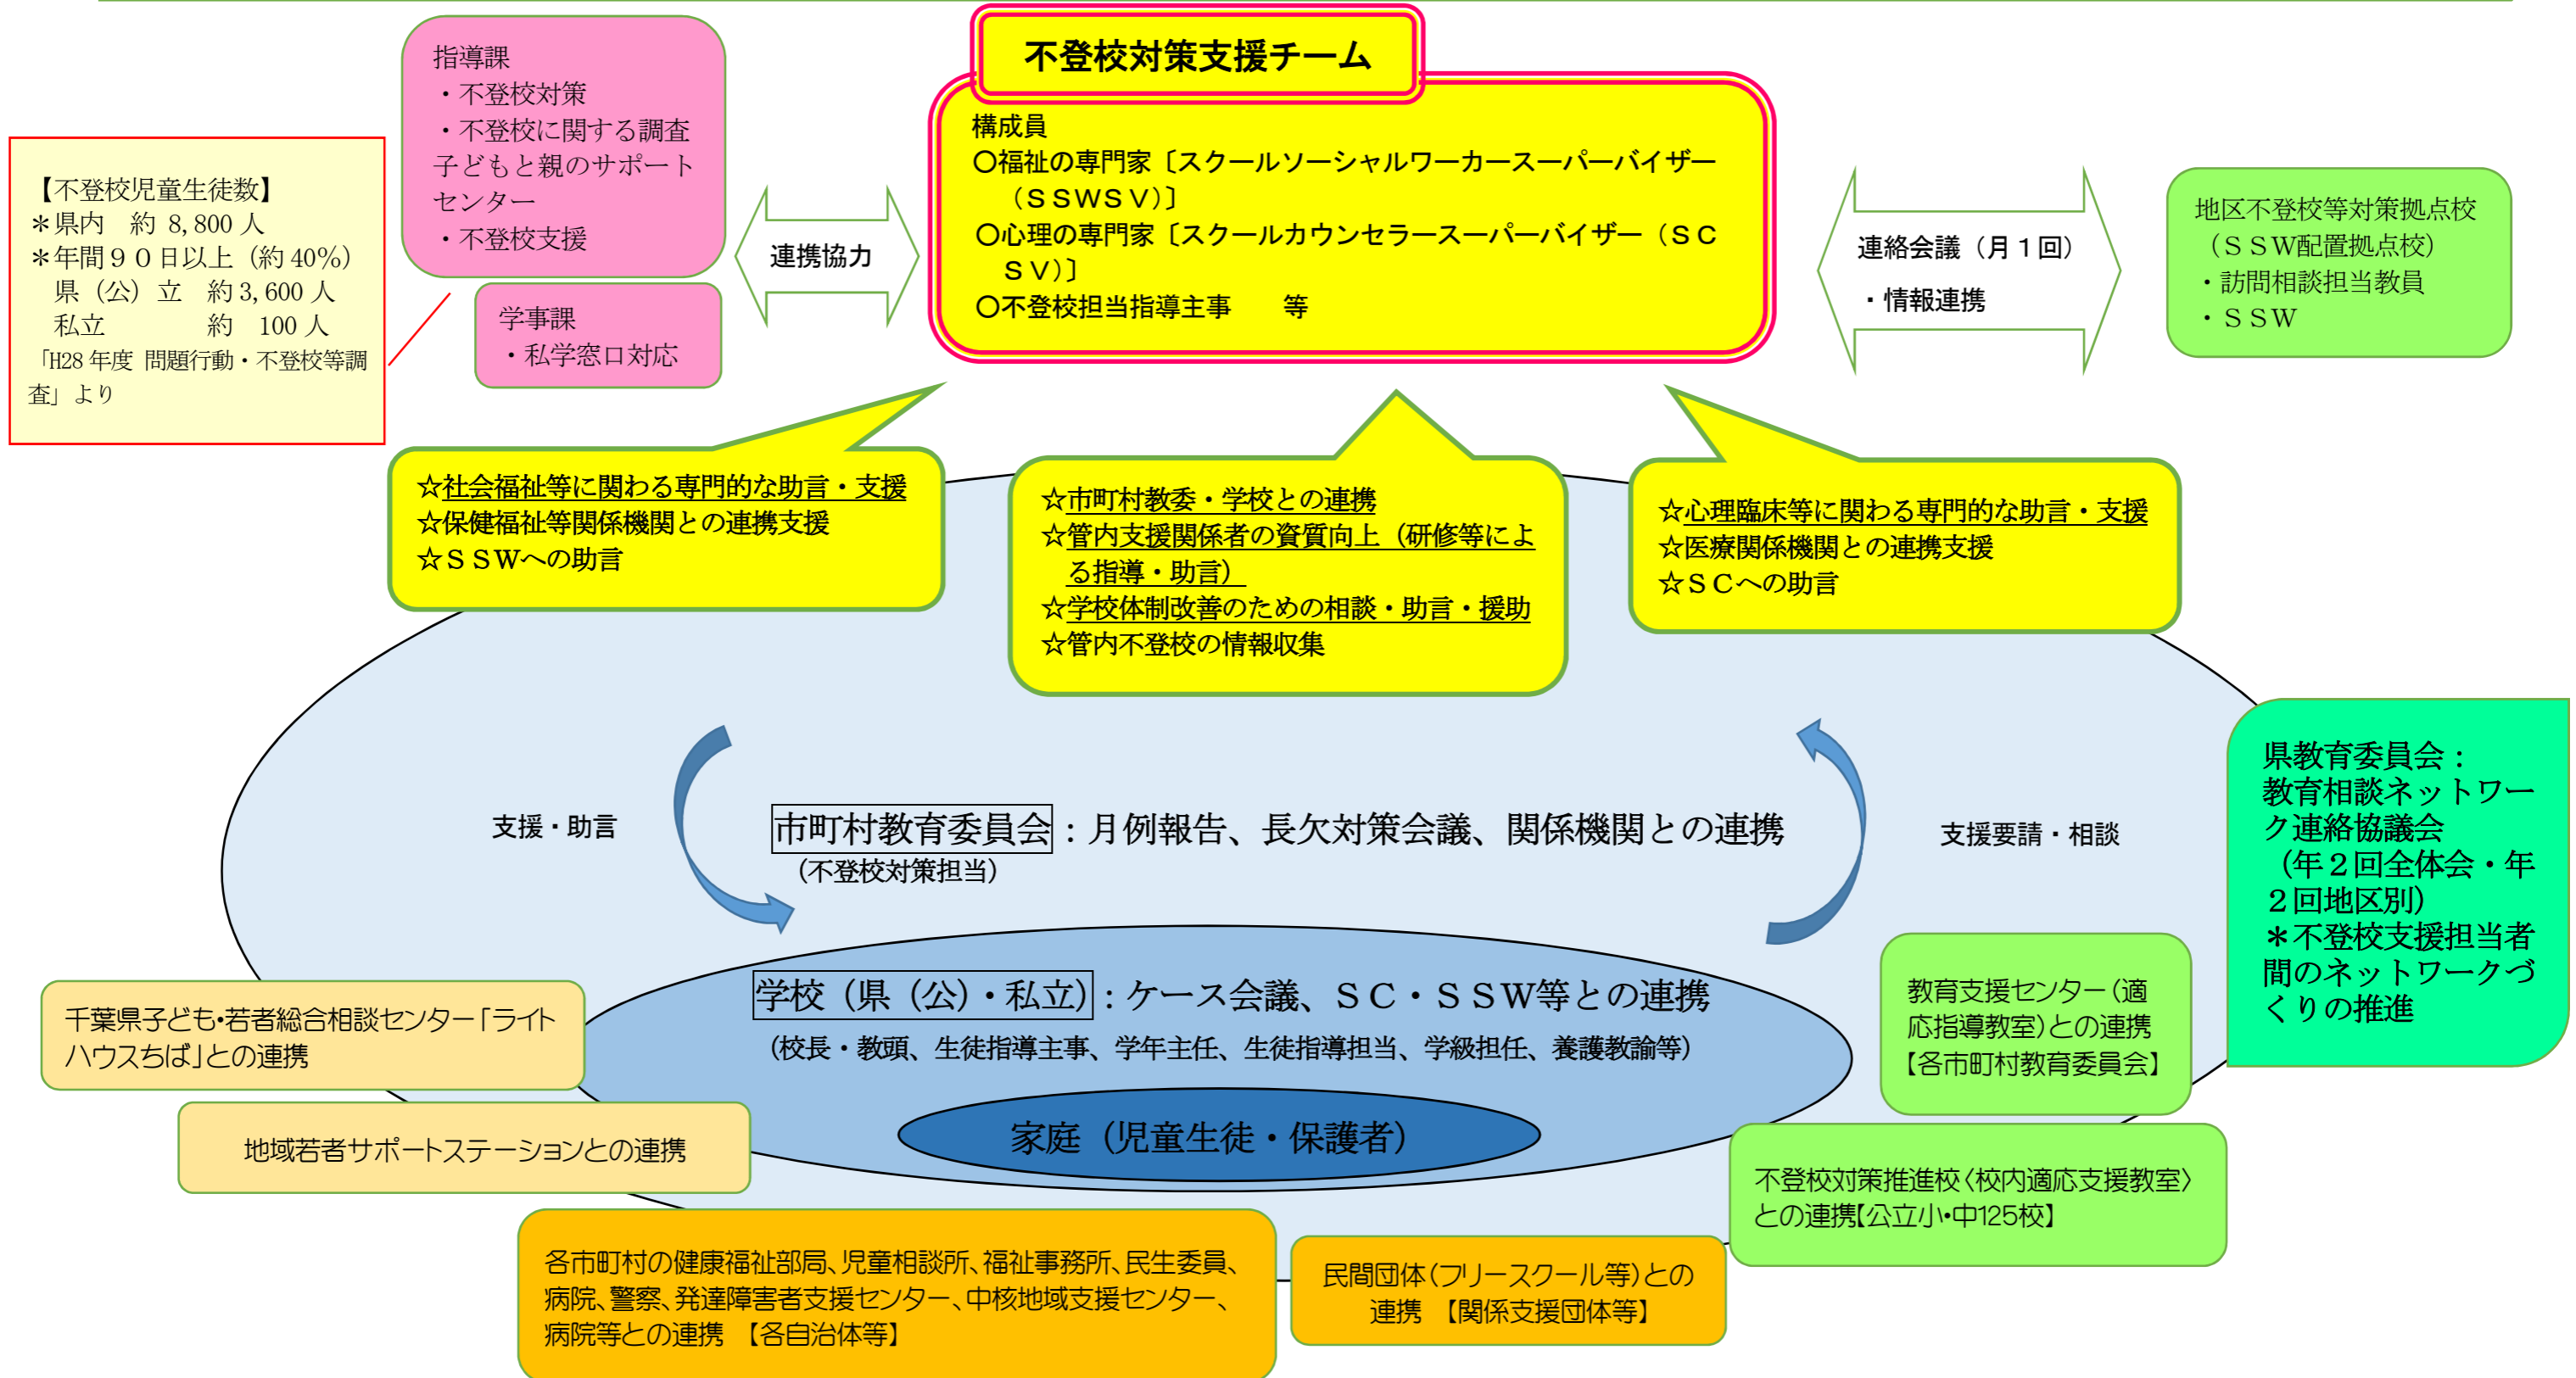 不登校対策支援チーム
構成員
〇福祉の専門家〔スクールソーシャルワーカースーパーバイザー
（ＳＳＷＳＶ）〕
〇心理の専門家〔スクールカウンセラースーパーバイザー（ＳＣ
ＳＶ）〕
〇不登校担当指導主事　　等
指導課
・不登校対策
・不登校に関する調査
子どもと親のサポート
センター
・不登校支援
学事課
・私学窓口対応
【不登校児童生徒数】
＊県内　約 8,800 人
＊年間９０日以上（約 40%）
県（公）立　約 3,600 人
私立　　　　約　100 人
「H28 年度 問題行動・不登校等調
査」より
連携協力
連絡会議（月１回）
・情報連携
地区不登校等対策拠点校
（ＳＳＷ配置拠点校）
・訪問相談担当教員
・ＳＳＷ
☆社会福祉等に関わる専門的な助言・支援
☆保健福祉等関係機関との連携支援
☆ＳＳＷへの助言
☆市町村教委・学校との連携
☆管内支援関係者の資質向上（研修等によ
る指導・助言）
☆学校体制改善のための相談・助言・援助
☆管内不登校の情報収集
☆心理臨床等に関わる専門的な助言・支援
☆医療関係機関との連携支援
☆ＳＣへの助言
支援・助言
市町村教育委員会：月例報告、長欠対策会議、関係機関との連携
（不登校対策担当）
支援要請・相談
県教育委員会：
教育相談ネットワー
ク連絡協議会
（年２回全体会・年
２回地区別）
＊不登校支援担当者
間のネットワークづ
くりの推進
学校（県（公）・私立）：ケース会議、ＳＣ・ＳＳＷ等との連携
（校長・教頭、生徒指導主事、学年主任、生徒指導担当、学級担任、養護教諭等）
家庭（児童生徒・保護者）
千葉県子ども・若者総合相談センター「ライト
ハウスちば」との連携
地域若者サポートステーションとの連携
教育支援センター（適
応指導教室）との連携
【各市町村教育委員会】
不登校対策推進校〈校内適応支援教室〉
との連携【公立小・中125校】
各市町村の健康福祉部局、児童相談所、福祉事務所、民生委員、
病院、警察、発達障害者支援センター、中核地域支援センター、
病院等との連携　【各自治体等】
民間団体（フリースクール等）との
連携　【関係支援団体等】